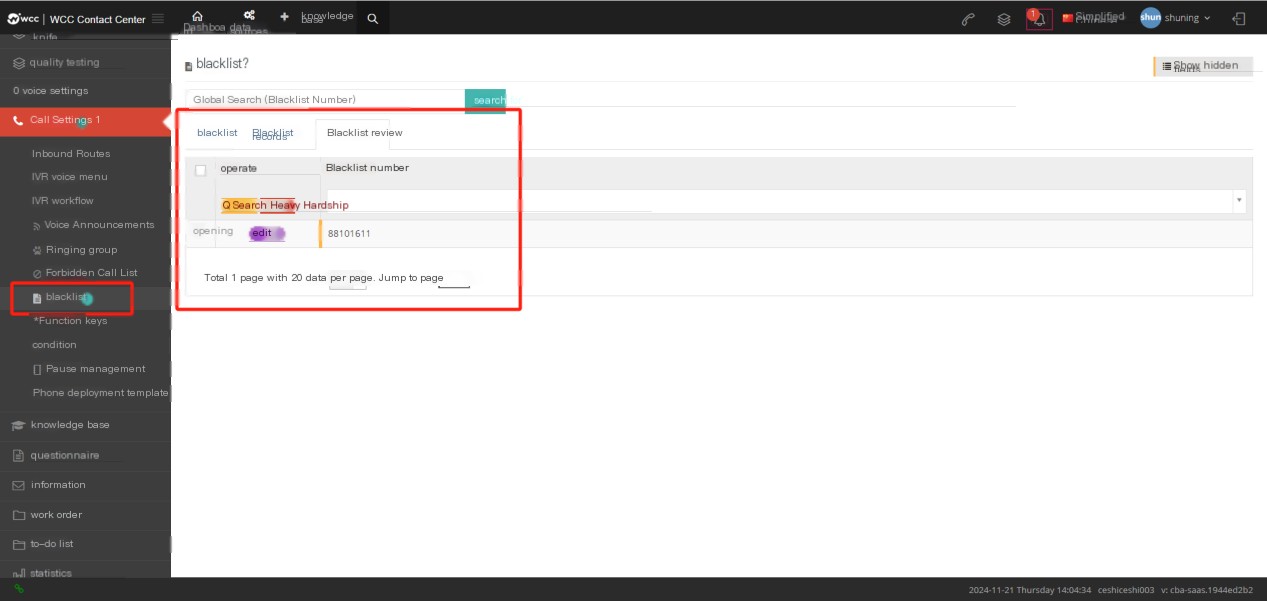 wcc | WCC Contact Center
Dashboa
data
sources
knowledge
base
1
Simplified
shun shuning
knife
quality testing
0 voice settings
Call Settings 1
Inbound Routes
IVR voice menu
IVR workflow
Voice Announcements
Ringing group
Forbidden Call List
blacklist
*Function keys
condition
Pause management
Phone deployment template
knowledge base
questionnaire
information
work order
to-do list
statistics
blacklist?
Show hidden
fields
Global Search (Blacklist Number)
search
blacklist
Blacklist
records
Blacklist review
operate
Blacklist number
Q Search Heavy Hardship
opening
edit
88101611
Total 1 page with 20 data per page. Jump to page
2024-11-21 Thursday 14:04:34 ceshiceshi003 v: cba-saas.1944ed2b2